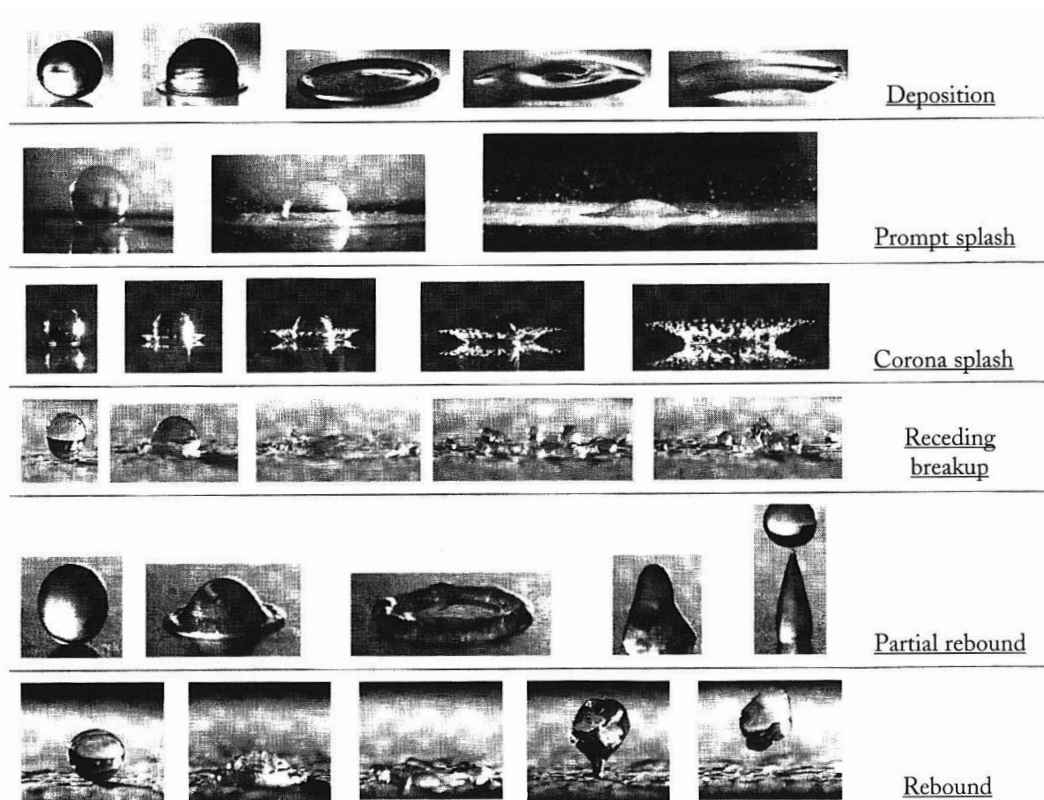 Deposition
Prompt splash
Corona splash
Receding
breakup
Partial rebound
Rebound